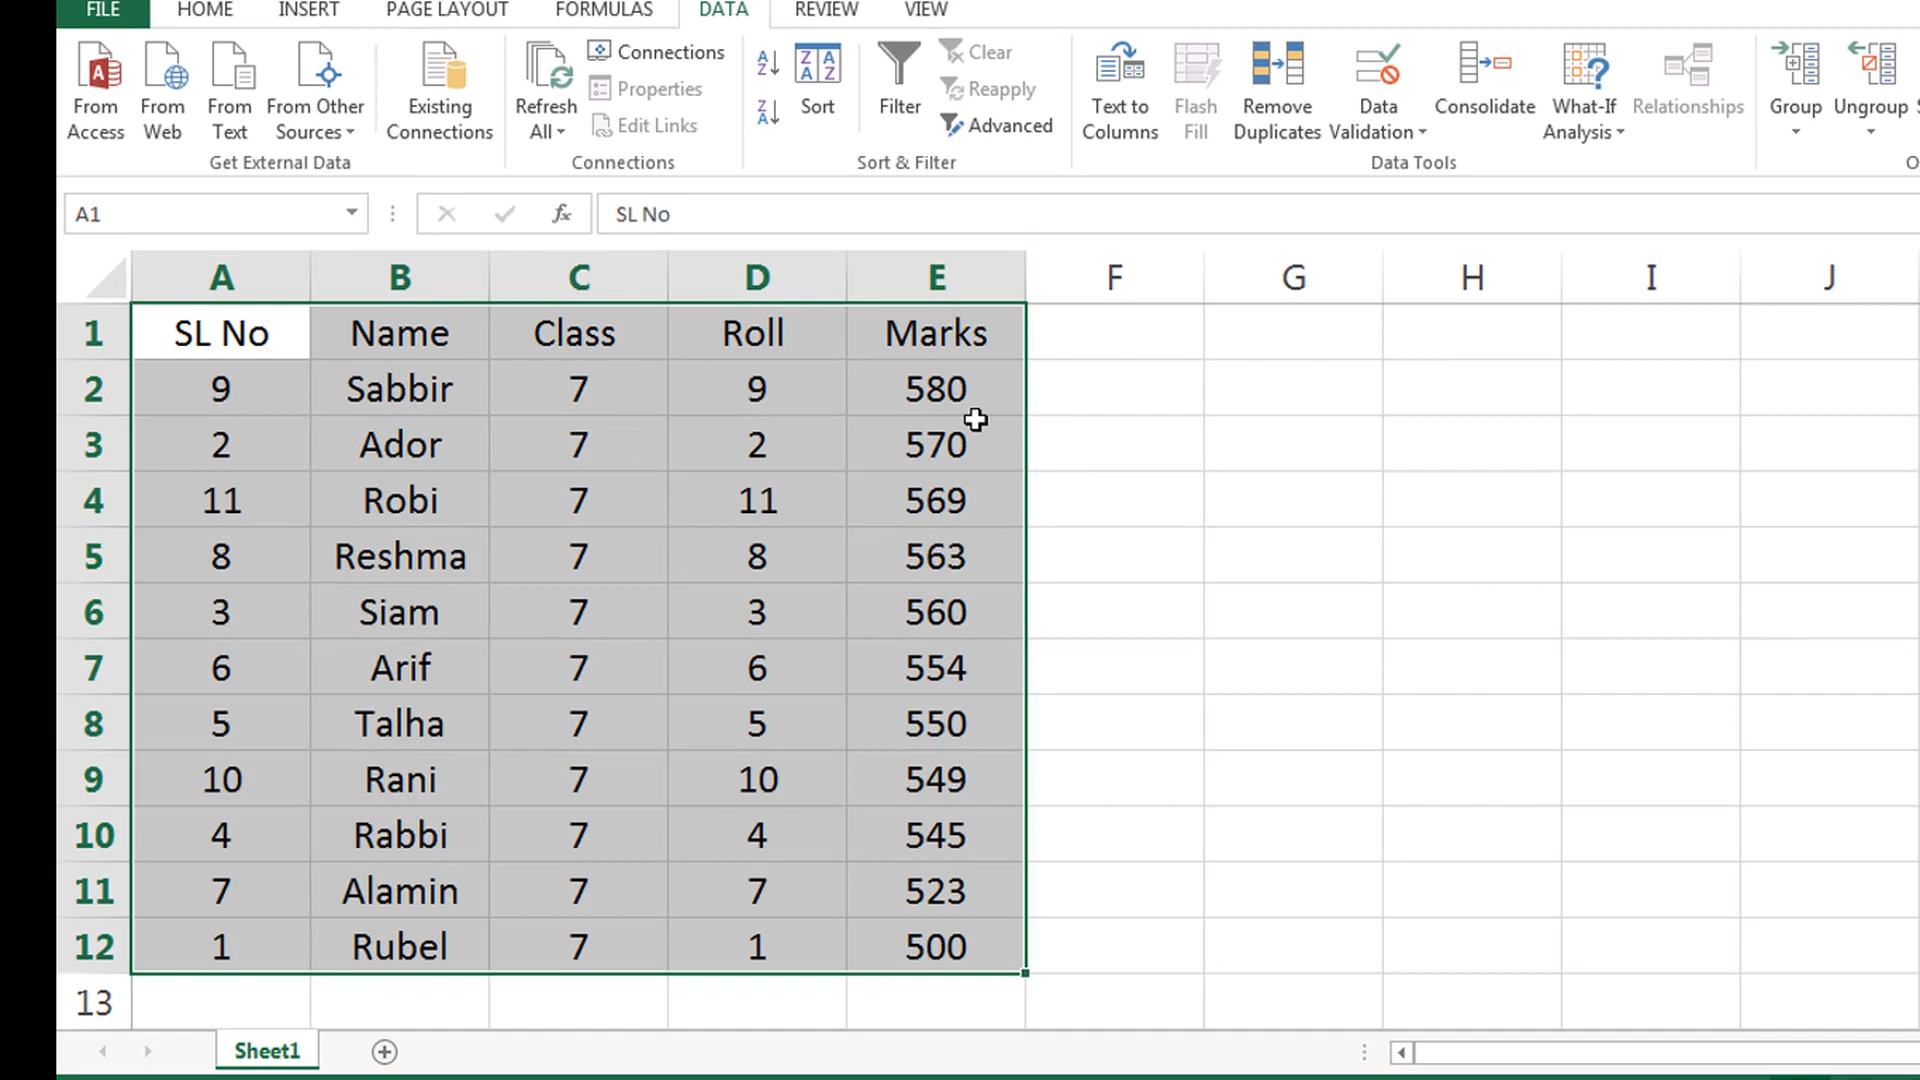 FILE HOME INSERT PAGE LAYOUT FORMULAS DATA REVIEW VIEW
From Access
From Web
From Text
From Other Sources
Existing Connections
Get External Data
Refresh All
Connections
Properties
Edit Links
Connections
Sort
Filter
Clear
Reapply
Advanced
Sort & Filter
Text to Columns
Flash Fill
Remove Duplicates
Data Validation
Consolidate
What-If Analysis
Relationships
Data Tools
Group
Ungroup
A1 fx SL No
A B C D E F G H I J
1 SL No Name Class Roll Marks
2 9 Sabbir 7 9 580
3 2 Ador 7 2 570
4 11 Robi 7 11 569
5 8 Reshma 7 8 563
6 3 Siam 7 3 560
7 6 Arif 7 6 554
8 5 Talha 7 5 550
9 10 Rani 7 10 549
10 4 Rabbi 7 4 545
11 7 Alamin 7 7 523
12 1 Rubel 7 1 500
13
Sheet1